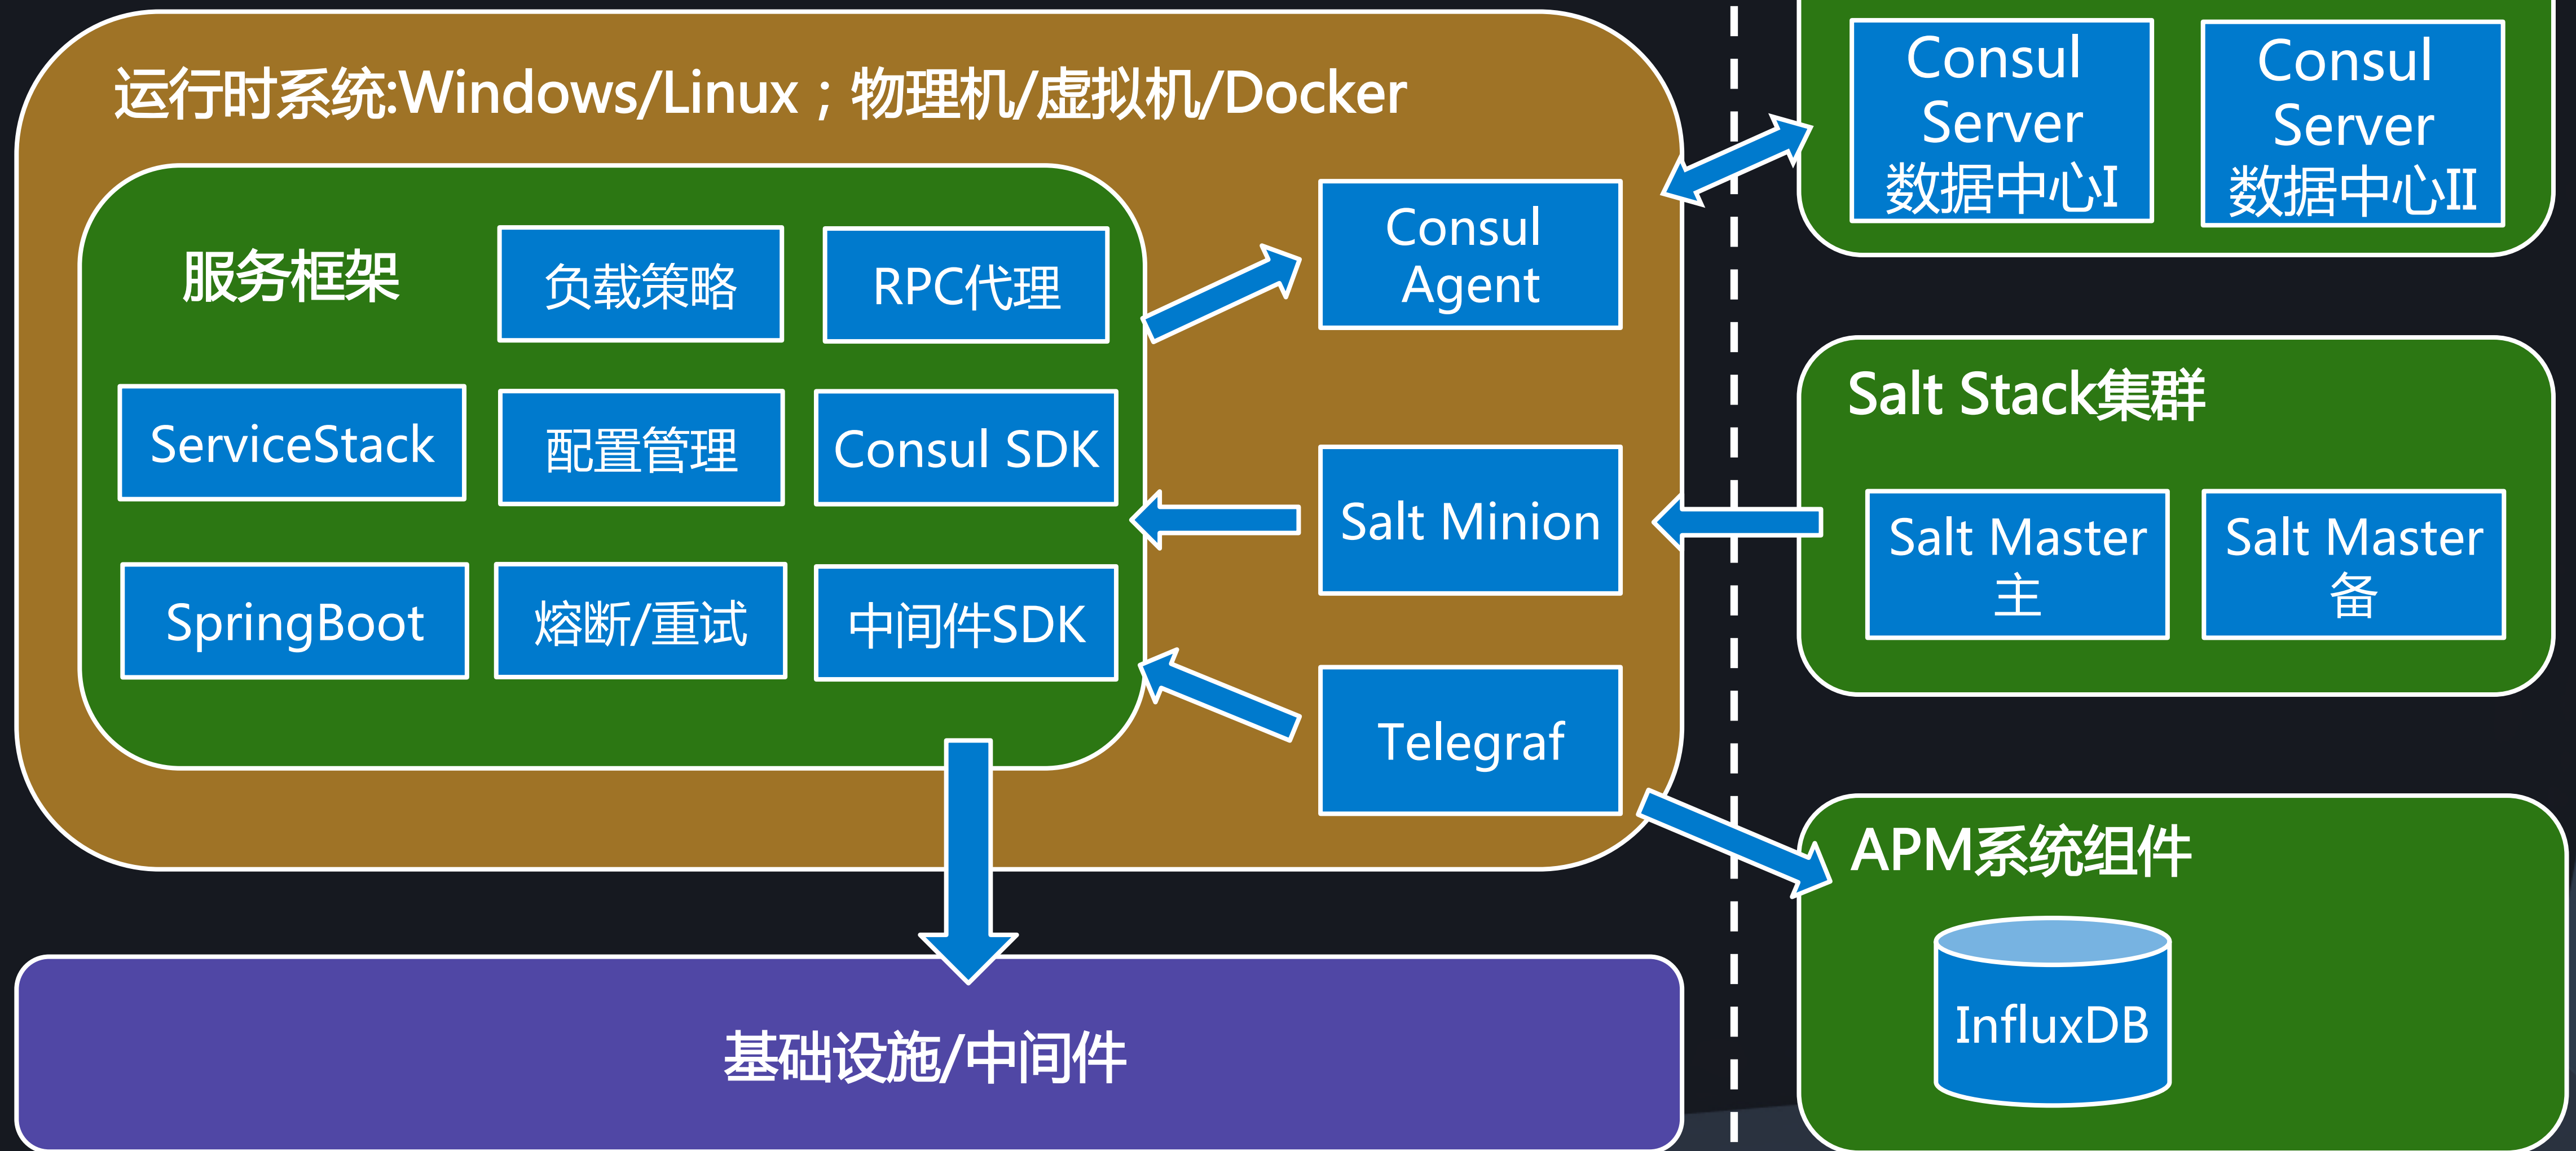 运行时系统:Windows/Linux；物理机/虚拟机/Docker
服务框架
负载策略
RPC代理
ServiceStack
配置管理
Consul SDK
SpringBoot
熔断/重试
中间件SDK
Consul
Agent
Salt Minion
Telegraf
基础设施/中间件
Consul
Server
数据中心I
Consul
Server
数据中心II
Salt Stack集群
Salt Master
主
Salt Master
备
APM系统组件
InfluxDB